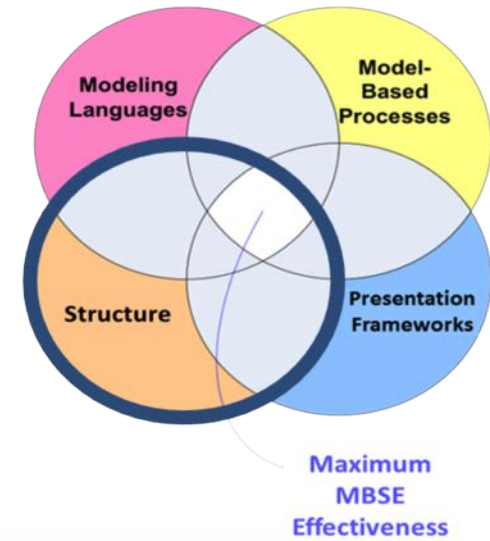 Modeling
Languages
Model-
Based
Processes
Structure
Presentation
Frameworks
Maximum
MBSE
Effectiveness